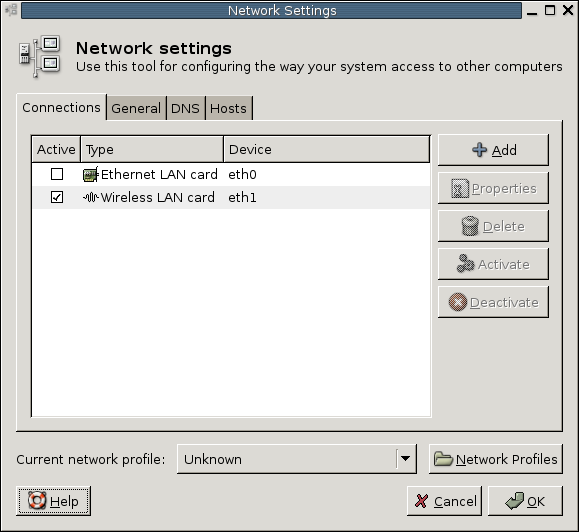 Network Settings
Network settings
Use this tool for configuring the way your system access to other computers
Connections General DNS Hosts
Active Type Device
Ethernet LAN card eth0
Wireless LAN card eth1
Add
Properties
Delete
Activate
Deactivate
Current network profile: Unknown Network Profiles
Help Cancel OK